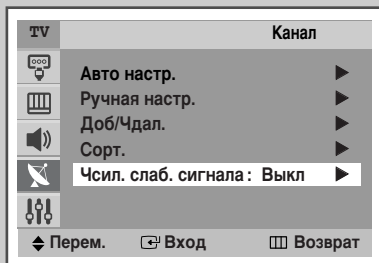 TV Канал
Авто настр.
Ручная настр.
Доб/Чдал.
Сорт.
Чсил. слаб. сигнала : Выкл
Перем. Вход Возврат